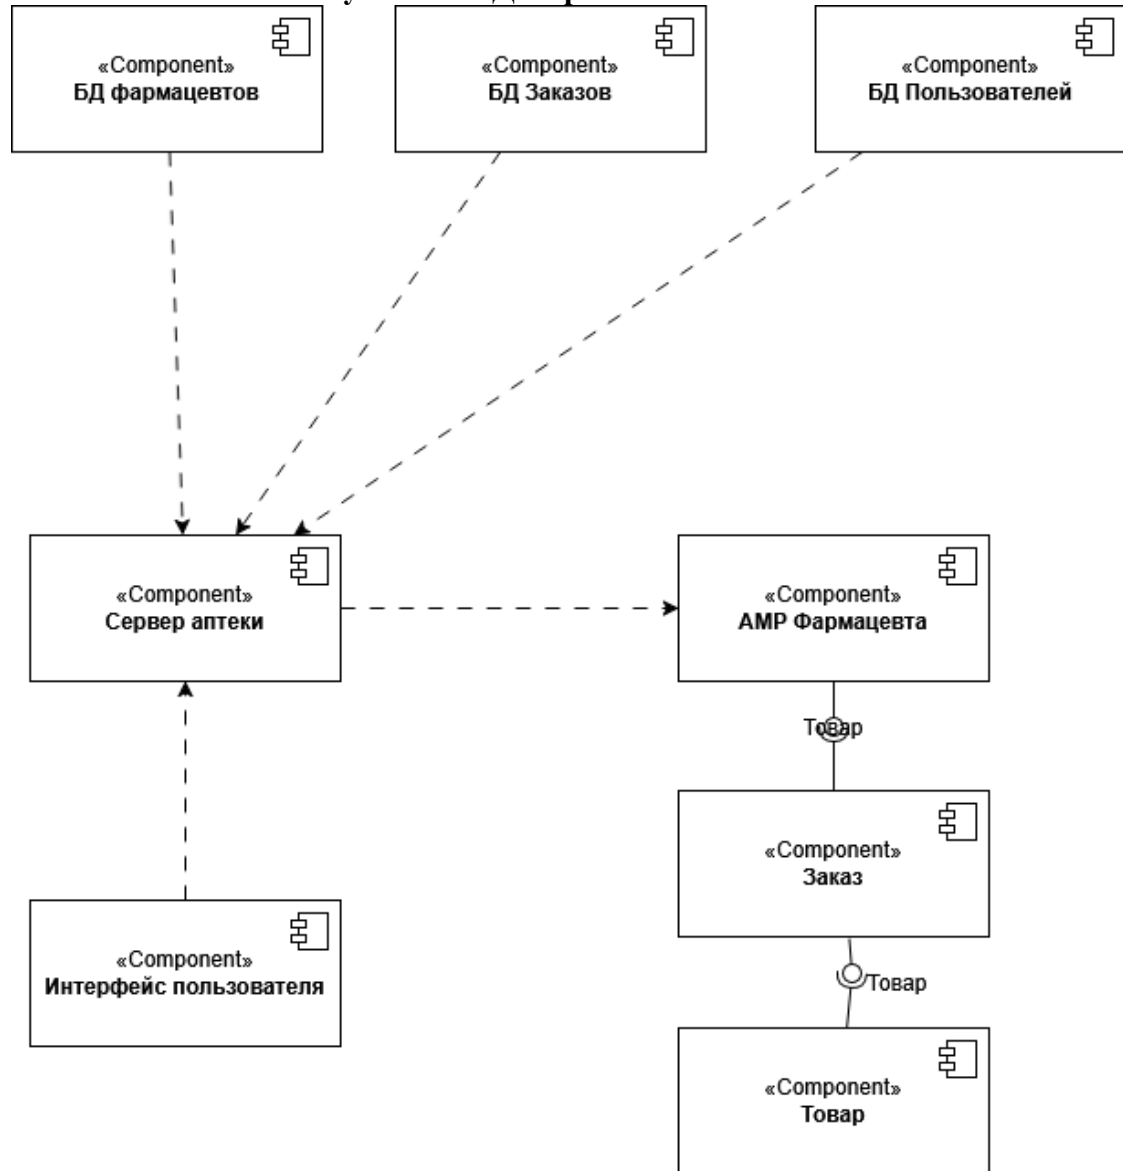 «Component»
БД фармацевтов
«Component»
БД Заказов
«Component»
БД Пользователей
«Component»
Сервер аптеки
«Component»
АМР Фармацевта
Товар
«Component»
Заказ
«Component»
Интерфейс пользователя
Товар
«Component»
Товар